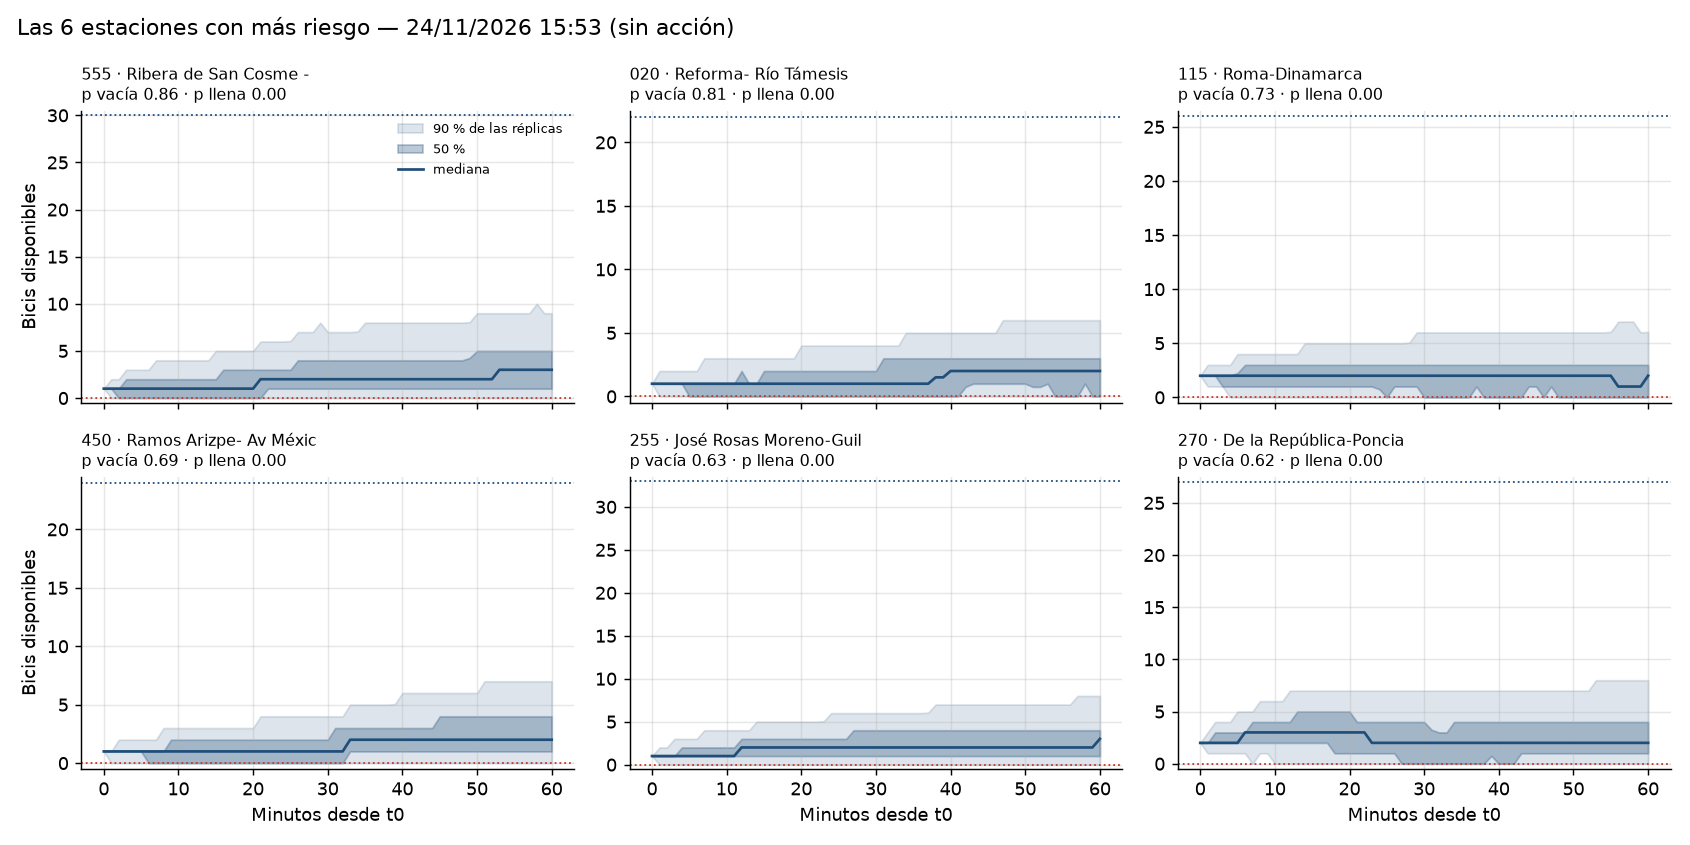 Las 6 estaciones con más riesgo — 24/11/2026 15:53 (sin acción)
555 · Ribera de San Cosme -
p vacía 0.86 · p llena 0.00
30
25
20
15
10
5
0
Bicis disponibles
90 % de las réplicas
50 %
mediana
020 · Reforma- Río Támesis
p vacía 0.81 · p llena 0.00
20
15
10
5
0
115 · Roma-Dinamarca
p vacía 0.73 · p llena 0.00
25
20
15
10
5
0
450 · Ramos Arizpe- Av Méxic
p vacía 0.69 · p llena 0.00
20
15
10
5
0
Bicis disponibles
0 10 20 30 40 50 60
Minutos desde t0
255 · José Rosas Moreno-Guil
p vacía 0.63 · p llena 0.00
30
25
20
15
10
5
0
0 10 20 30 40 50 60
Minutos desde t0
270 · De la República-Poncia
p vacía 0.62 · p llena 0.00
25
20
15
10
5
0
0 10 20 30 40 50 60
Minutos desde t0